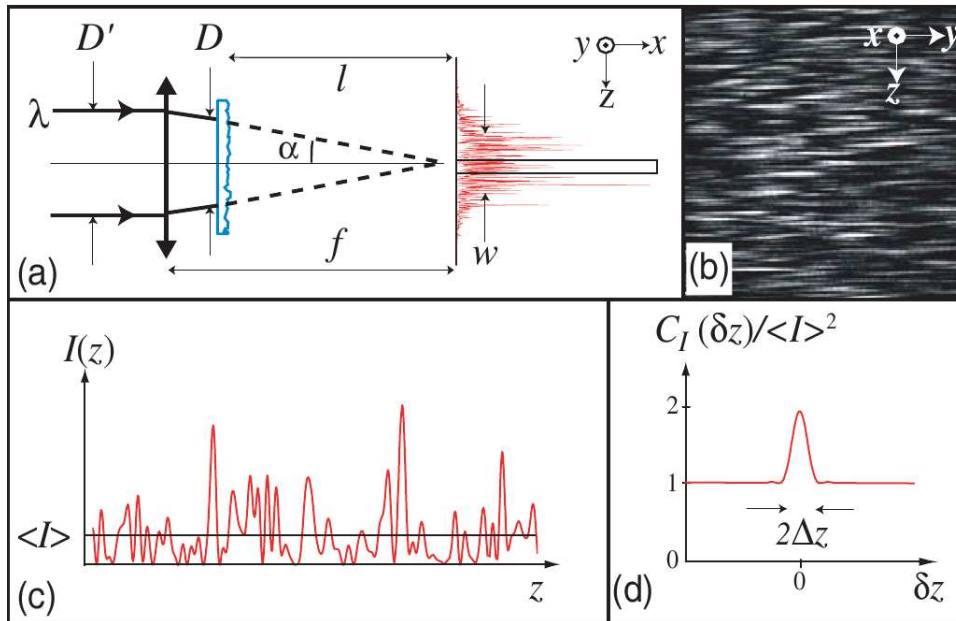 D′ D
l
y x
z
λ
α
f
w
(a)
x y
z
(b)
I(z)
<I>
z
(c)
C_I (δz)/<I>²
2
1
2Δz
0
0
δz
(d)